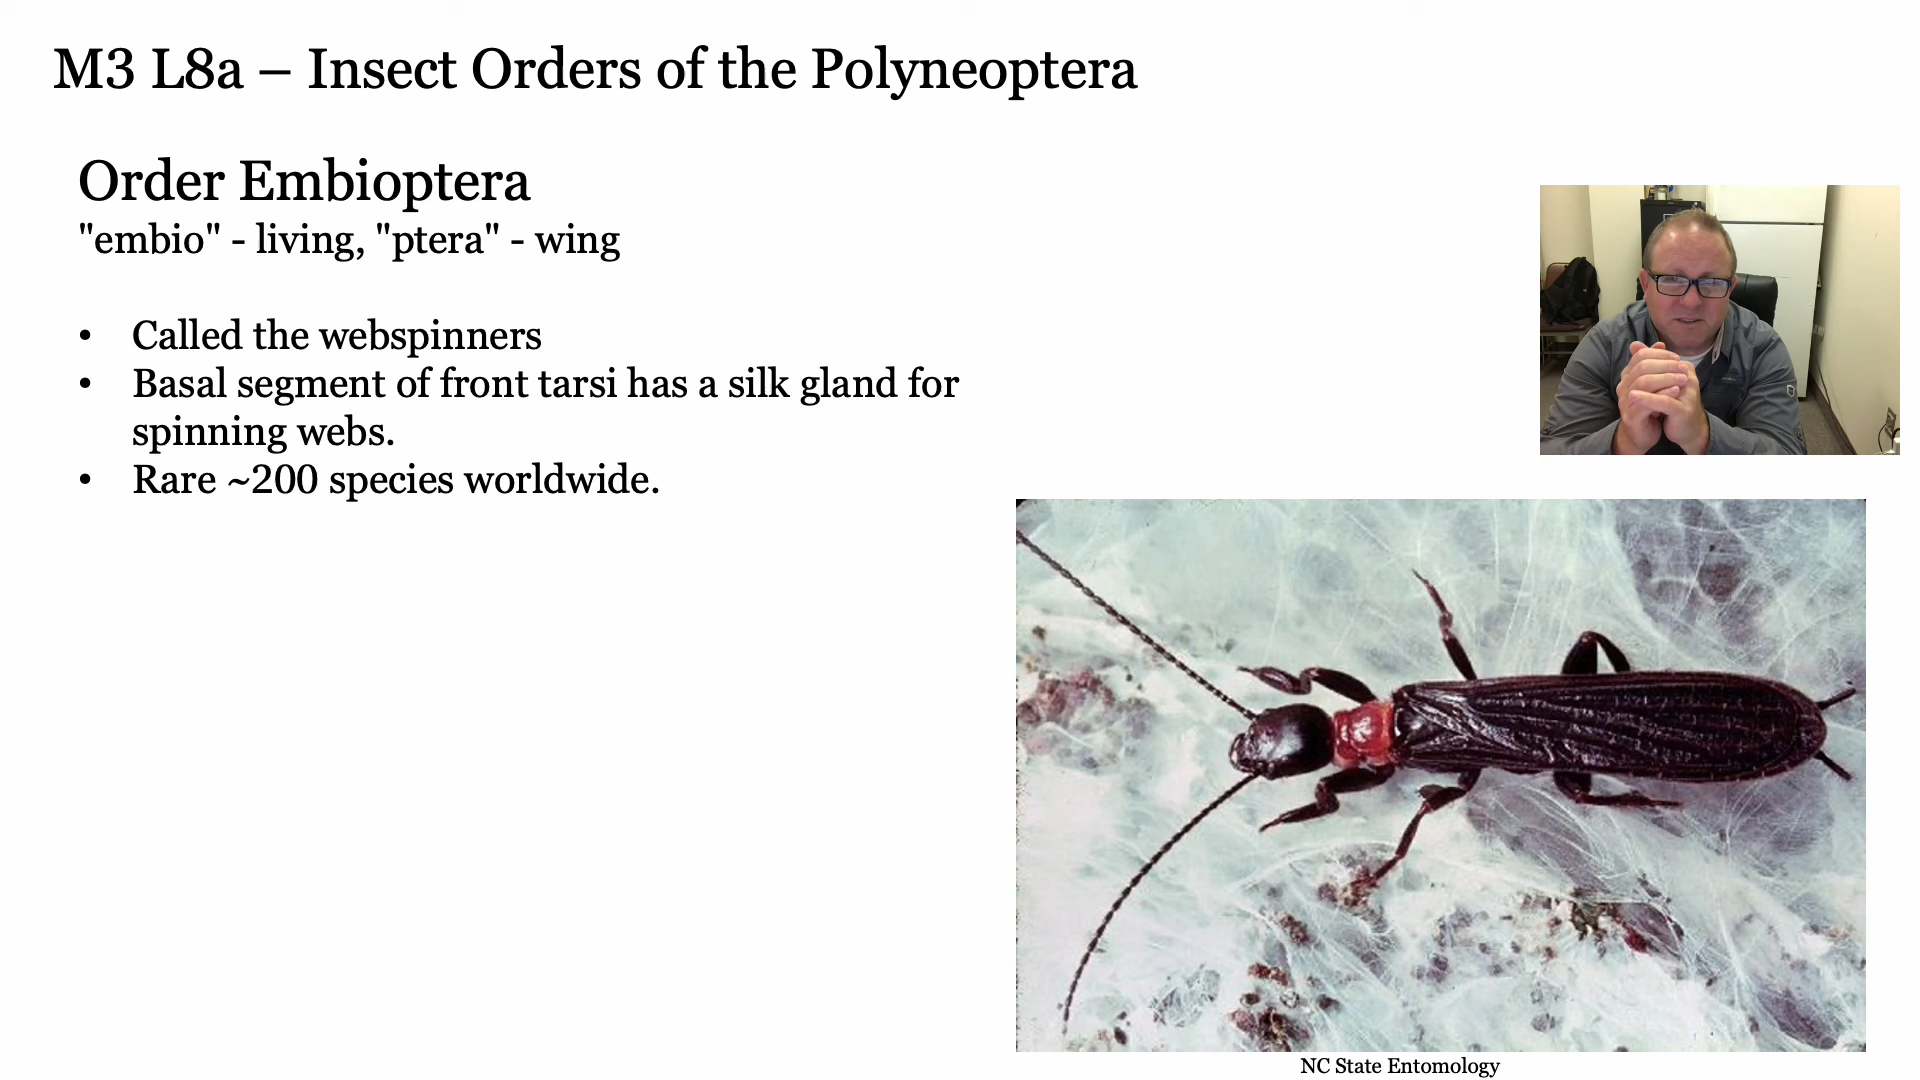 M3 L8a – Insect Orders of the Polyneoptera
Order Embioptera
"embio" - living, "ptera" - wing
• Called the webspinners
• Basal segment of front tarsi has a silk gland for
spinning webs.
• Rare ~200 species worldwide.
NC State Entomology